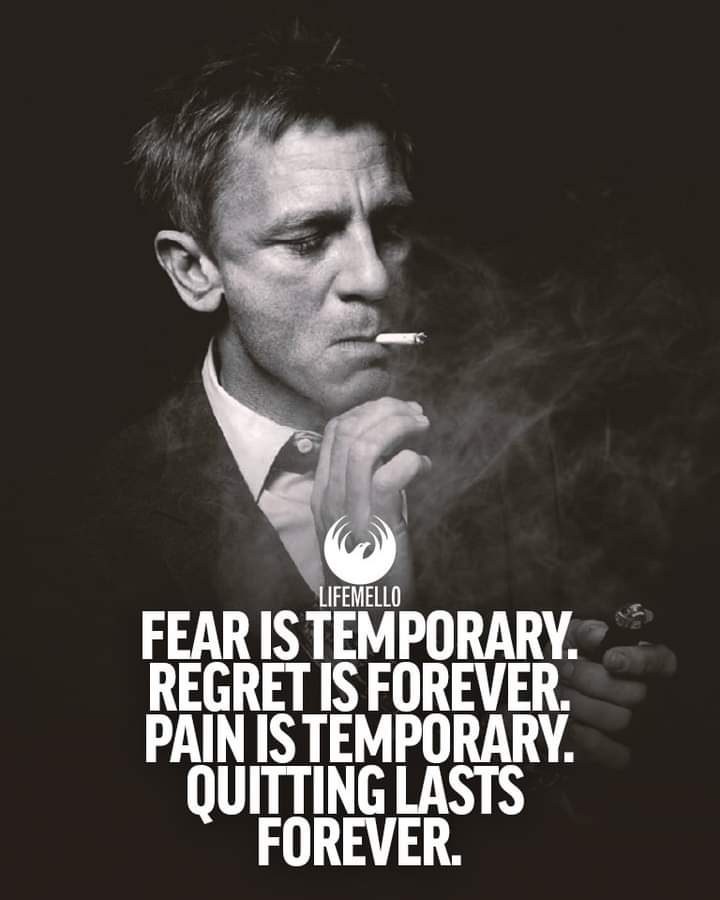 LIFEMELLO
FEAR IS TEMPORARY.
REGRET IS FOREVER.
PAIN IS TEMPORARY.
QUITTING LASTS
FOREVER.